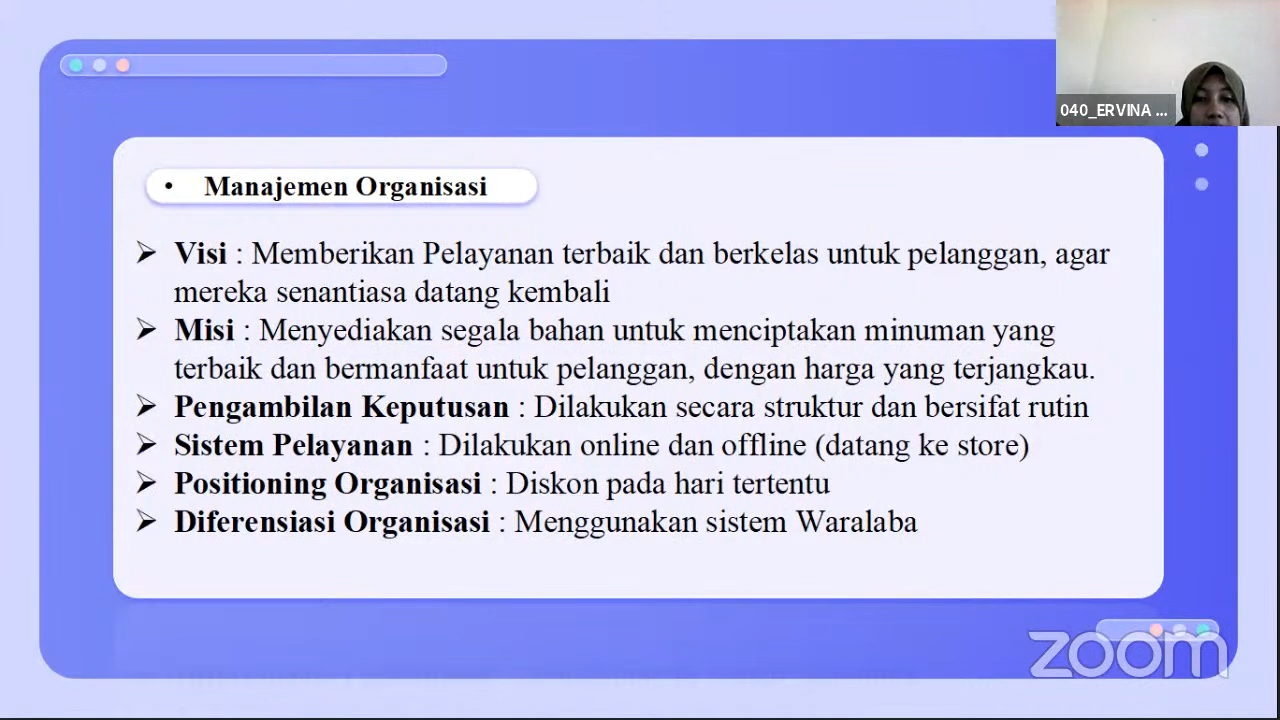 040_ERVINA ...
• Manajemen Organisasi
➢ Visi : Memberikan Pelayanan terbaik dan berkelas untuk pelanggan, agar
mereka senantiasa datang kembali
➢ Misi : Menyediakan segala bahan untuk menciptakan minuman yang
terbaik dan bermanfaat untuk pelanggan, dengan harga yang terjangkau.
➢ Pengambilan Keputusan : Dilakukan secara struktur dan bersifat rutin
➢ Sistem Pelayanan : Dilakukan online dan offline (datang ke store)
➢ Positioning Organisasi : Diskon pada hari tertentu
➢ Diferensiasi Organisasi : Menggunakan sistem Waralaba
zoom